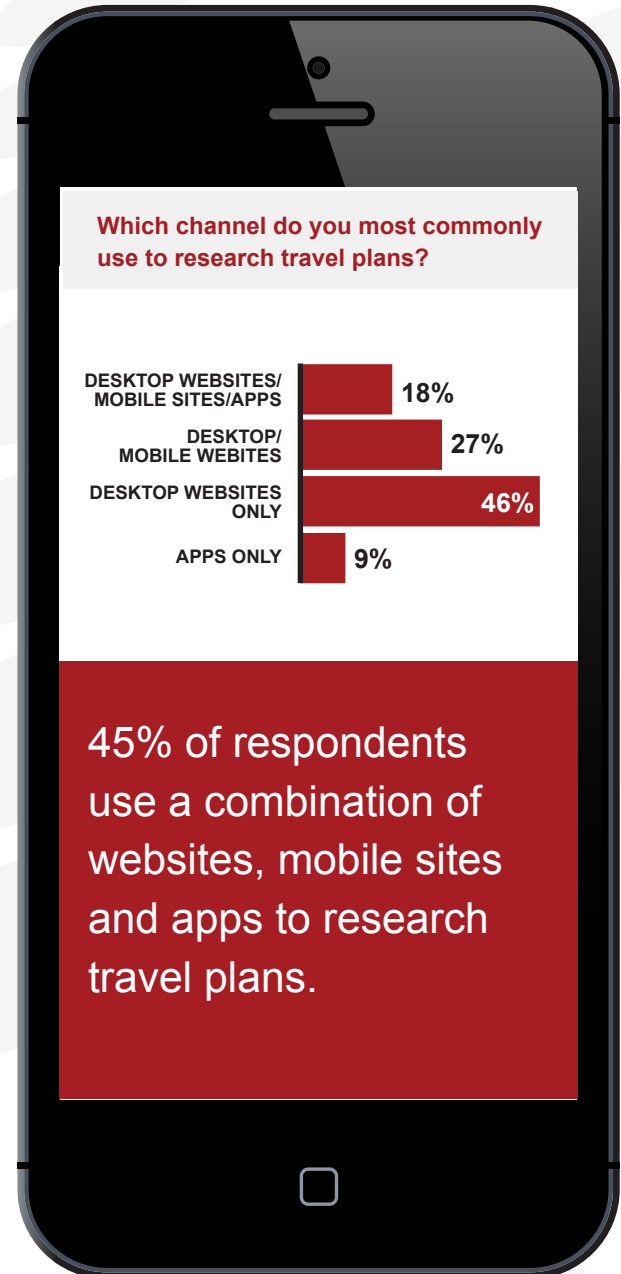 Which channel do you most commonly
use to research travel plans?
DESKTOP WEBSITES/
MOBILE SITES/APPS
18%
DESKTOP/
MOBILE WEBITES
27%
DESKTOP WEBSITES
ONLY
46%
APPS ONLY
9%
45% of respondents
use a combination of
websites, mobile sites
and apps to research
travel plans.